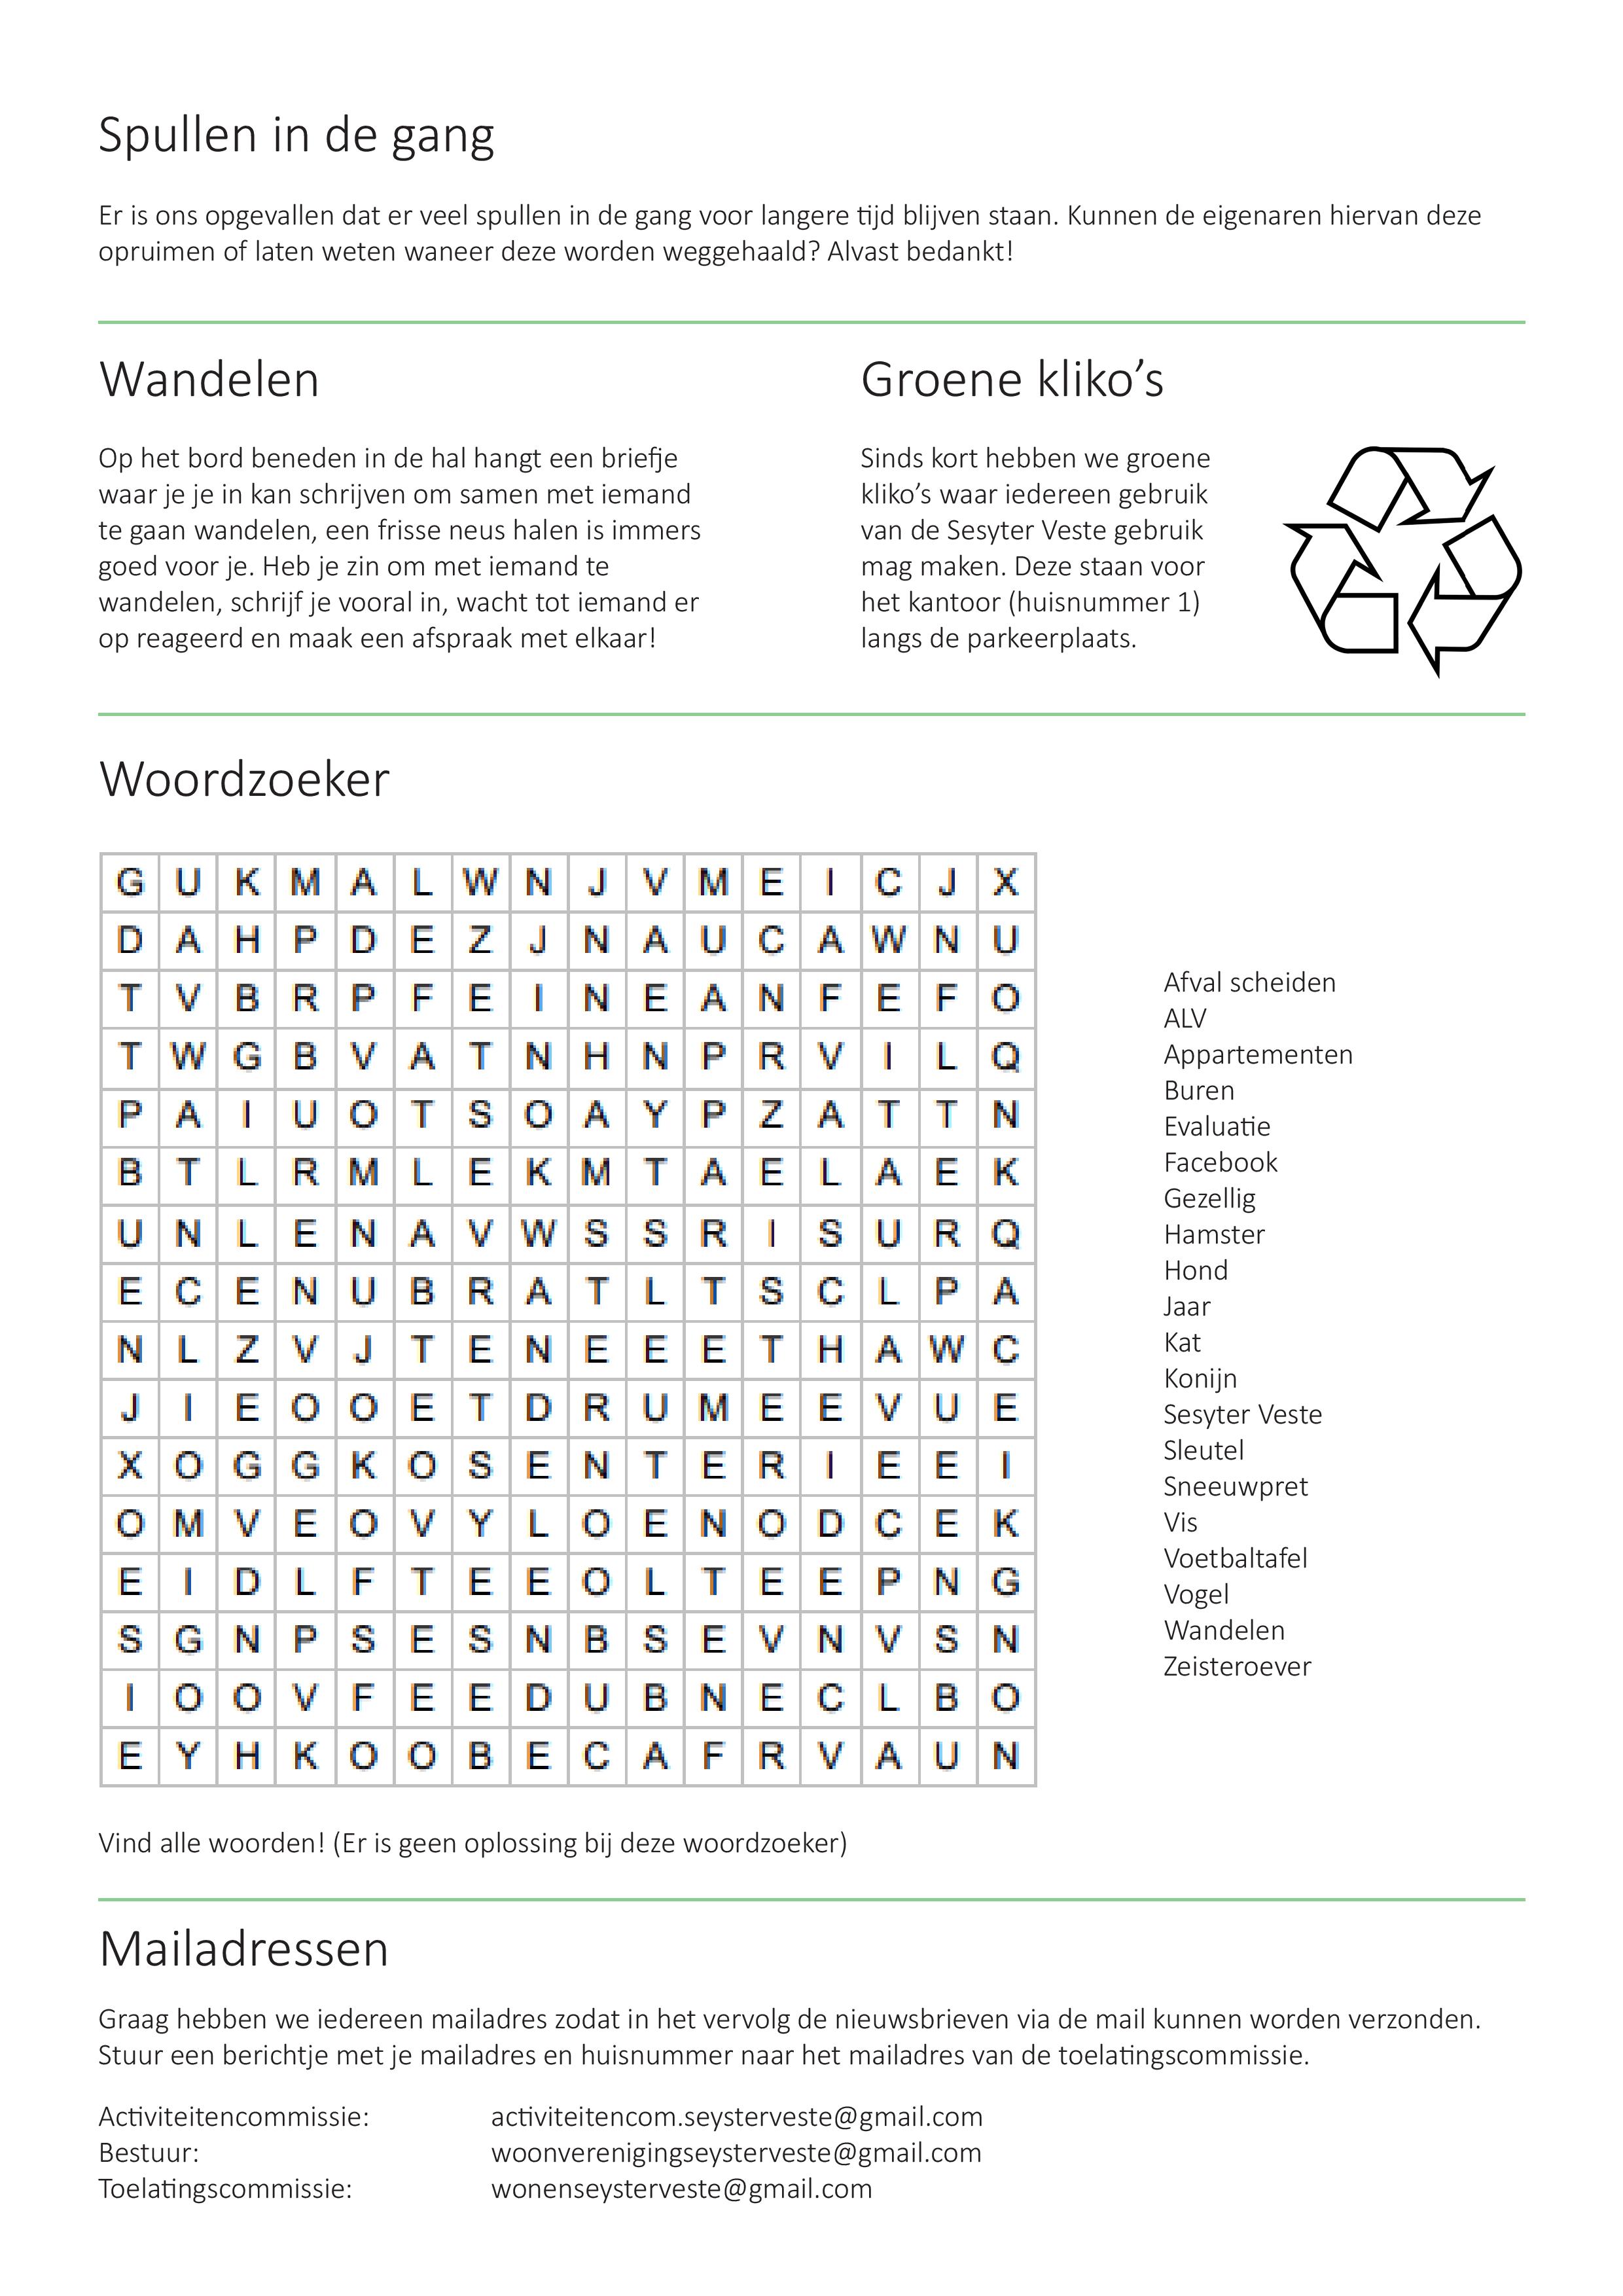 Spullen in de gang
Er is ons opgevallen dat er veel spullen in de gang voor langere tijd blijven staan. Kunnen de eigenaren hiervan deze
opruimen of laten weten waneer deze worden weggehaald? Alvast bedankt!
Wandelen
Op het bord beneden in de hal hangt een briefje
waar je je in kan schrijven om samen met iemand
te gaan wandelen, een frisse neus halen is immers
goed voor je. Heb je zin om met iemand te
wandelen, schrijf je vooral in, wacht tot iemand er
op reageerd en maak een afspraak met elkaar!
Groene kliko’s
Sinds kort hebben we groene
kliko’s waar iedereen gebruik
van de Sesyter Veste gebruik
mag maken. Deze staan voor
het kantoor (huisnummer 1)
langs de parkeerplaats.
Woordzoeker
G U K M A L W N J V M E I C J X
D A H P D E Z J N A U C A W N U
T V B R P F E I N E A N F E F O
T W G B V A T N H N P R V I L Q
P A I U O T S O A Y P Z A T T N
B T L R M L E K M T A E L A E K
U N L E N A V W S S R I S U R Q
E C E N U B R A T L T S C L P A
N L Z V J T E N E E E T H A W C
J I E O O E T D R U M E E V U E
X O G G K O S E N T E R I E E I
O M V E O V Y L O E N O D C E K
E I D L F T E E O L T E E P N G
S G N P S E S N B S E V N V S N
I O O V F E E D U B N E C L B O
E Y H K O O B E C A F R V A U N
Afval scheiden
ALV
Appartementen
Buren
Evaluatie
Facebook
Gezellig
Hamster
Hond
Jaar
Kat
Konijn
Sesyter Veste
Sleutel
Sneeuwpret
Vis
Voetbaltafel
Vogel
Wandelen
Zeisteroever
Vind alle woorden! (Er is geen oplossing bij deze woordzoeker)
Mailadressen
Graag hebben we iedereen mailadres zodat in het vervolg de nieuwsbrieven via de mail kunnen worden verzonden.
Stuur een berichtje met je mailadres en huisnummer naar het mailadres van de toelatingscommissie.
Activiteitencommissie: activiteitencom.seysterveste@gmail.com
Bestuur: woonverenigingseysterveste@gmail.com
Toelatingscommissie: wonenseysterveste@gmail.com